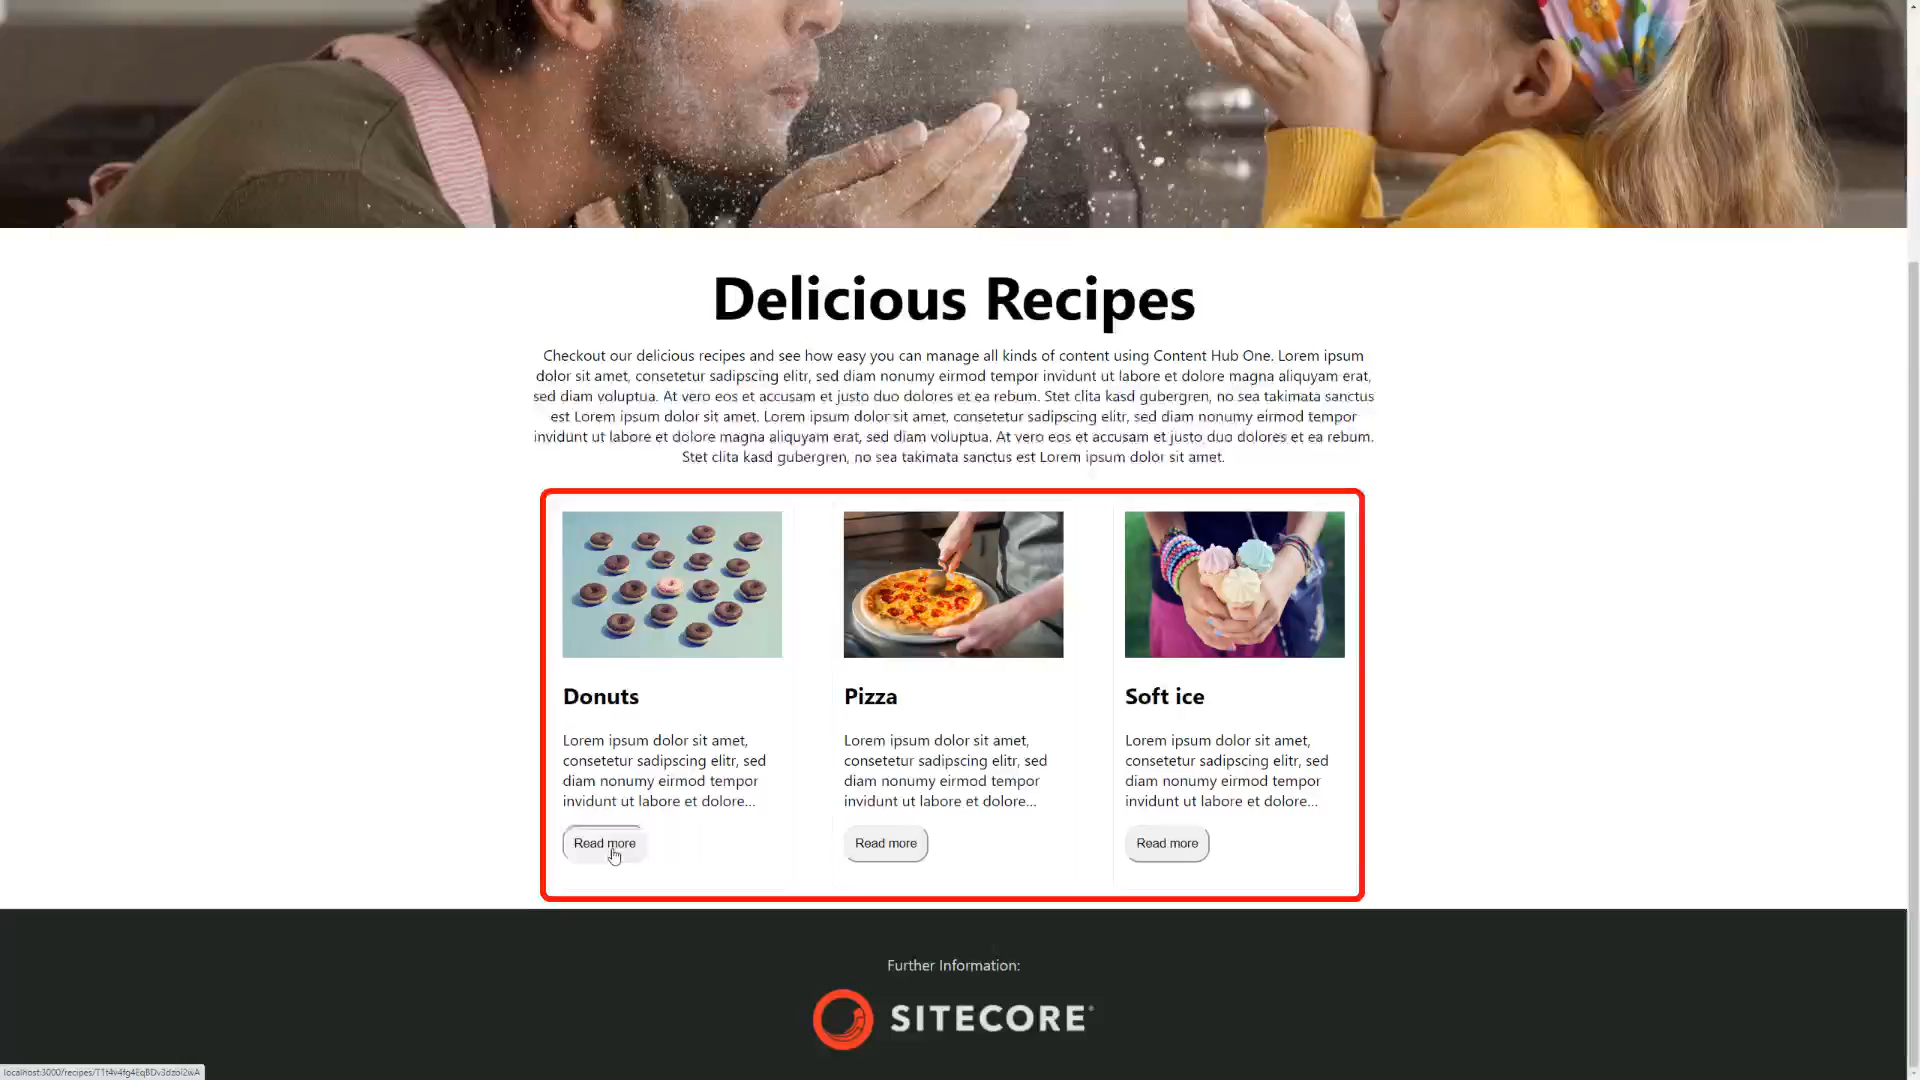 Delicious Recipes
Checkout our delicious recipes and see how easy you can manage all kinds of content using Content Hub One. Lorem ipsum
dolor sit amet, consetetur sadipscing elitr, sed diam nonumy eirmod tempor invidunt ut labore et dolore magna aliquyam erat,
sed diam voluptua. At vero eos et accusam et justo duo dolores et ea rebum. Stet clita kasd gubergren, no sea takimata sanctus
est Lorem ipsum dolor sit amet. Lorem ipsum dolor sit amet, consetetur sadipscing elitr, sed diam nonumy eirmod tempor
invidunt ut labore et dolore magna aliquyam erat, sed diam voluptua. At vero eos et accusam et justo duo dolores et ea rebum.
Stet clita kasd gubergren, no sea takimata sanctus est Lorem ipsum dolor sit amet.
Donuts
Lorem ipsum dolor sit amet,
consetetur sadipscing elitr, sed
diam nonumy eirmod tempor
invidunt ut labore et dolore...
Read more
Pizza
Lorem ipsum dolor sit amet,
consetetur sadipscing elitr, sed
diam nonumy eirmod tempor
invidunt ut labore et dolore...
Read more
Soft ice
Lorem ipsum dolor sit amet,
consetetur sadipscing elitr, sed
diam nonumy eirmod tempor
invidunt ut labore et dolore...
Read more
Further Information:
SITECORE